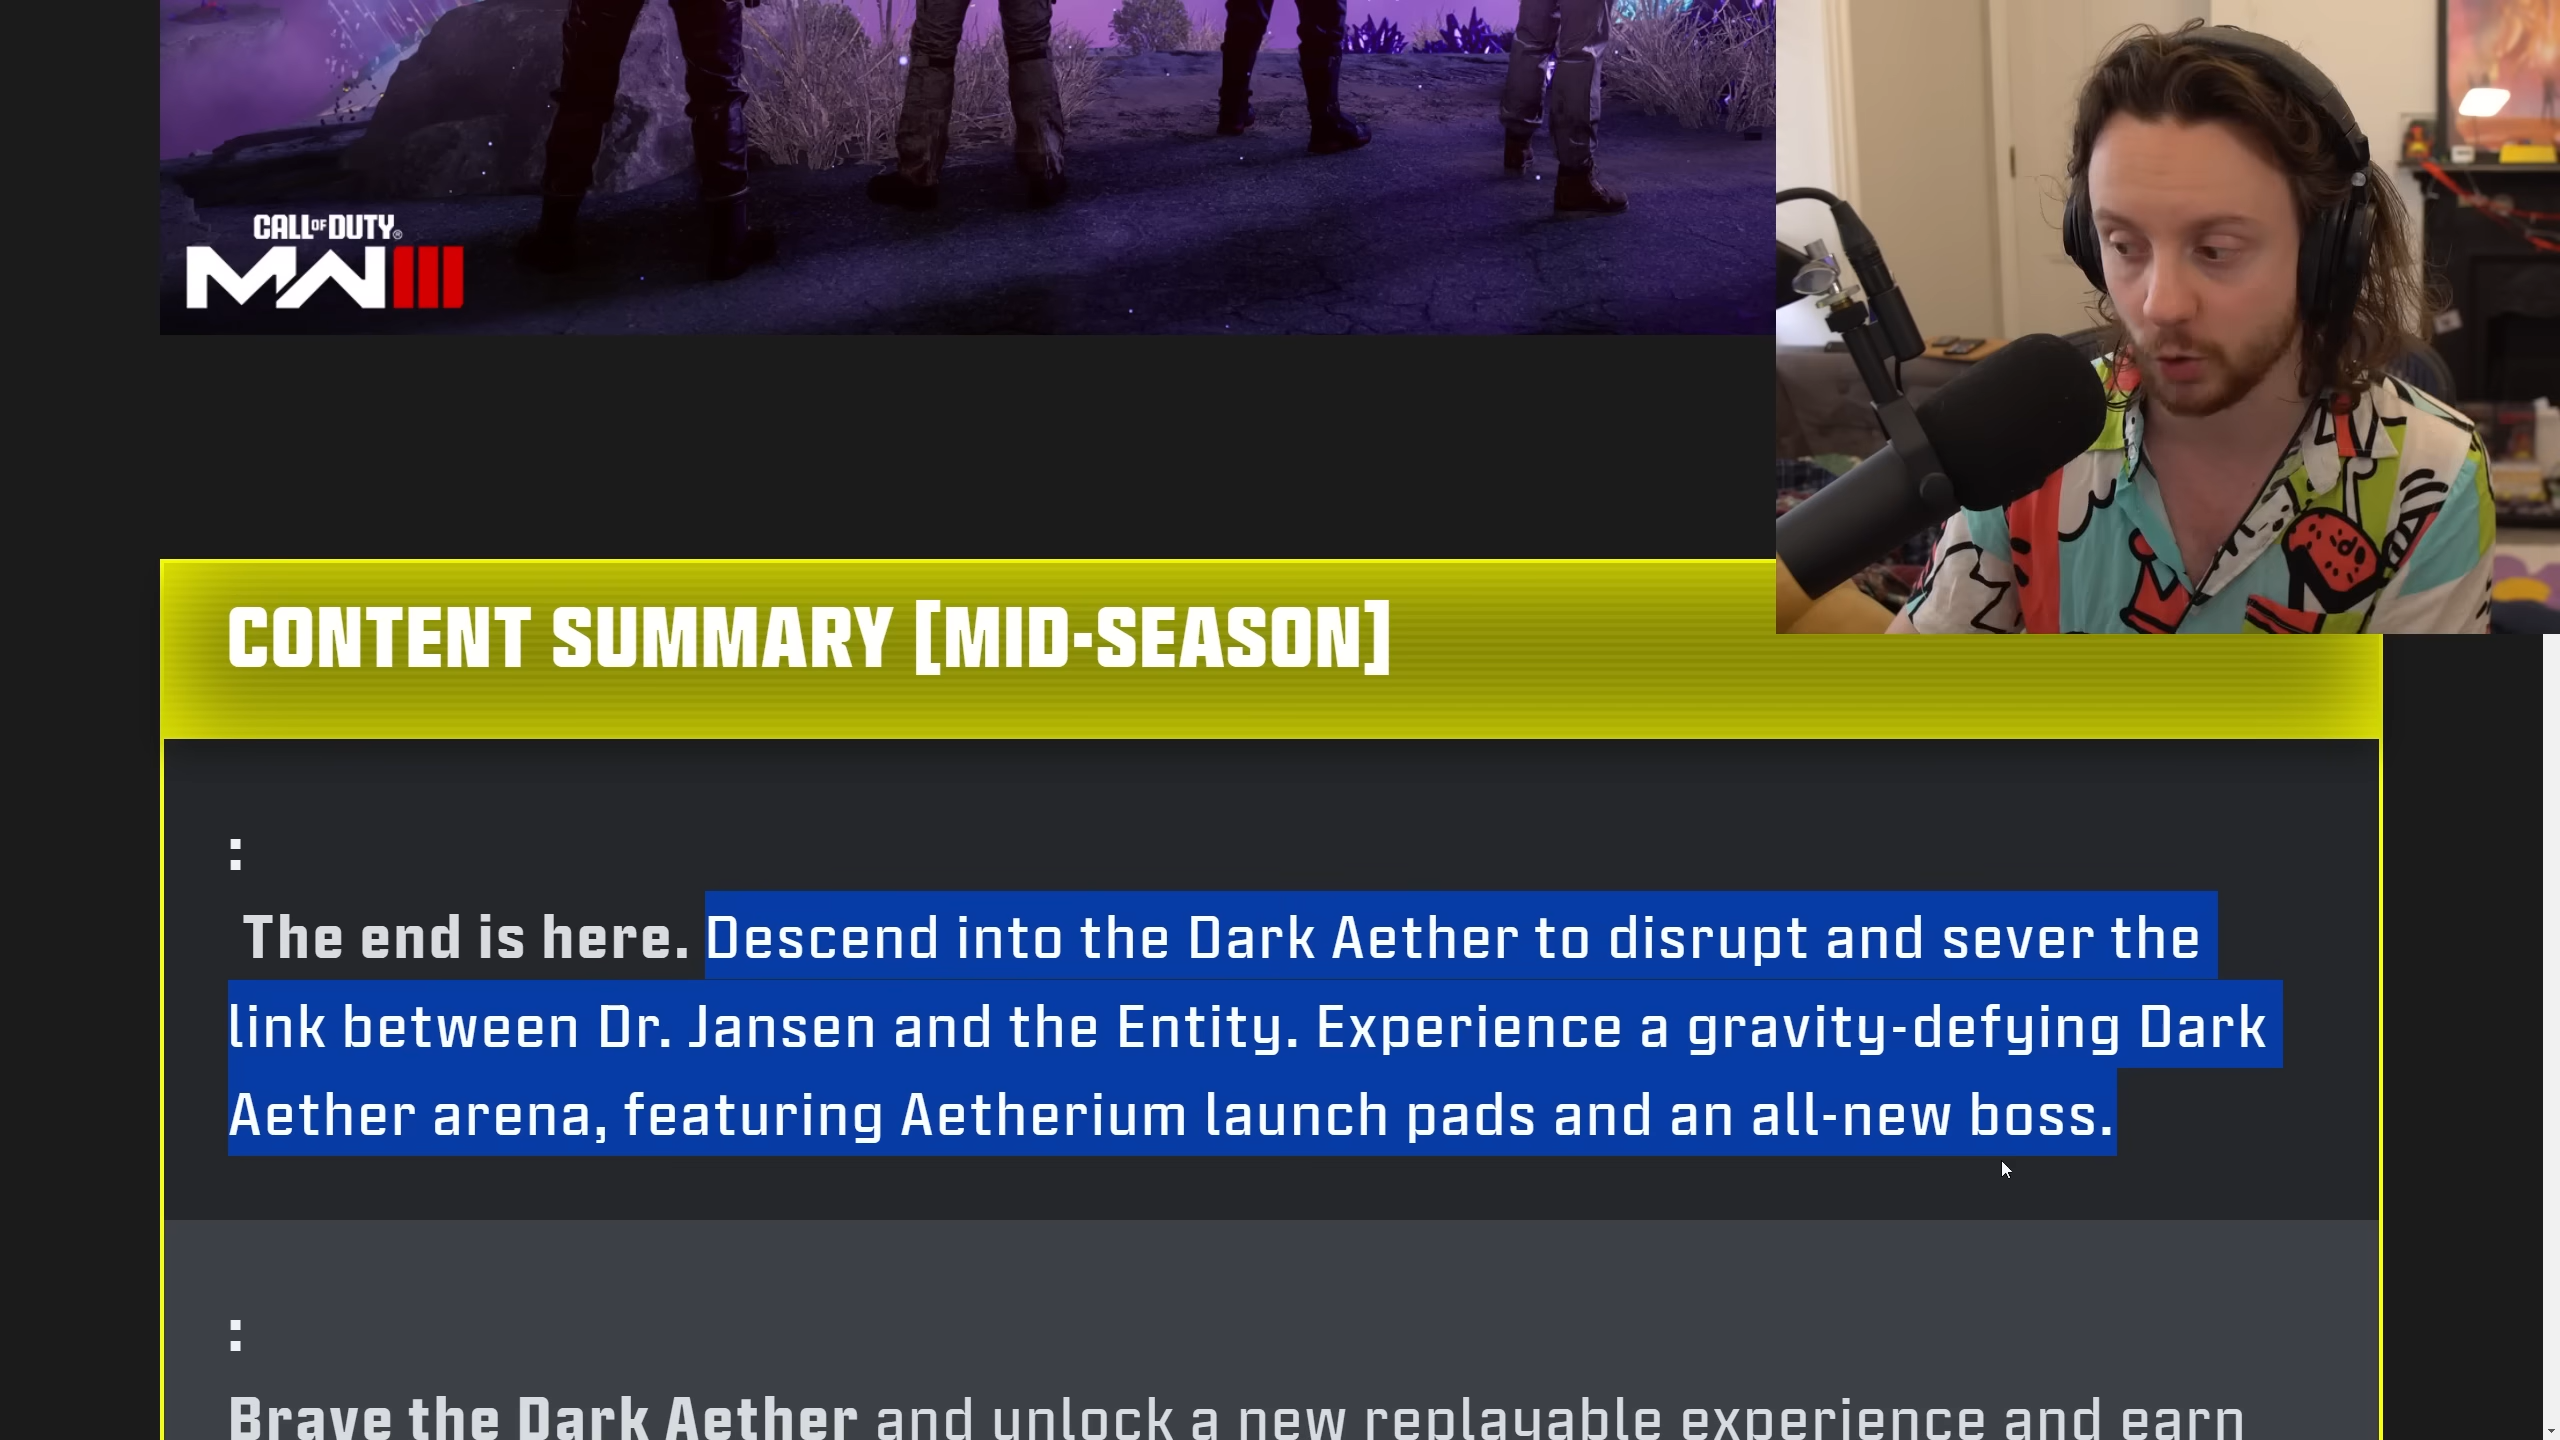 CALL OF DUTY®
MWIII
CONTENT SUMMARY [MID-SEASON]
:
The end is here. Descend into the Dark Aether to disrupt and sever the
link between Dr. Jansen and the Entity. Experience a gravity-defying Dark
Aether arena, featuring Aetherium launch pads and an all-new boss.
:
Brave the Dark Aether and unlock a new replayable experience and earn